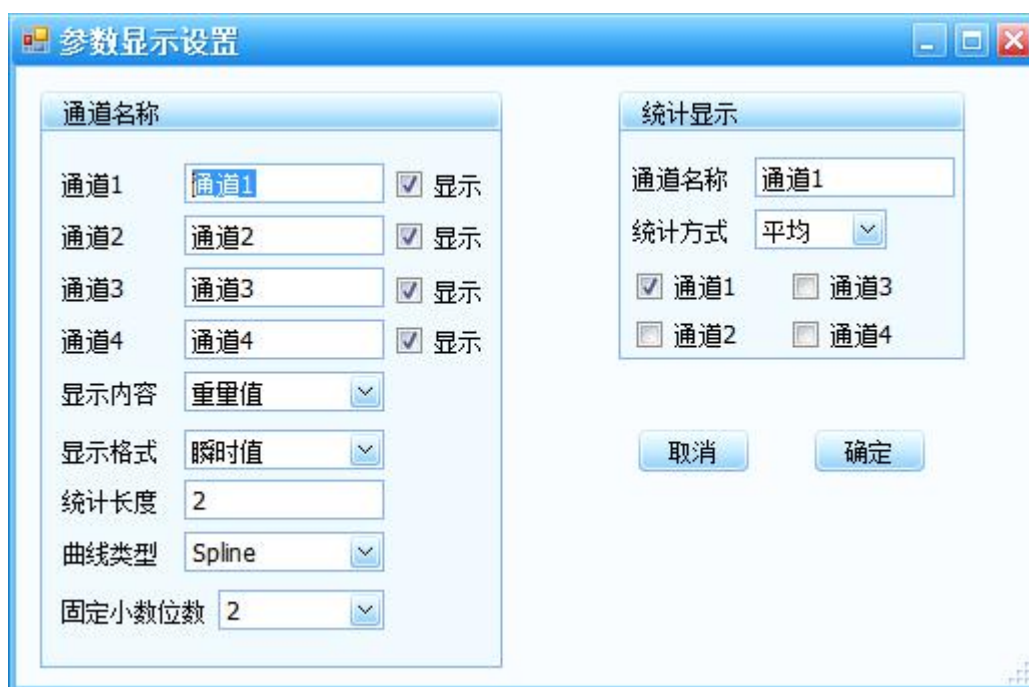 参数显示设置
通道名称
通道1 通道1 显示
通道2 通道2 显示
通道3 通道3 显示
通道4 通道4 显示
显示内容 重量值
显示格式 瞬时值
统计长度 2
曲线类型 Spline
固定小数位数 2
统计显示
通道名称 通道1
统计方式 平均
通道1 通道3
通道2 通道4
取消 确定